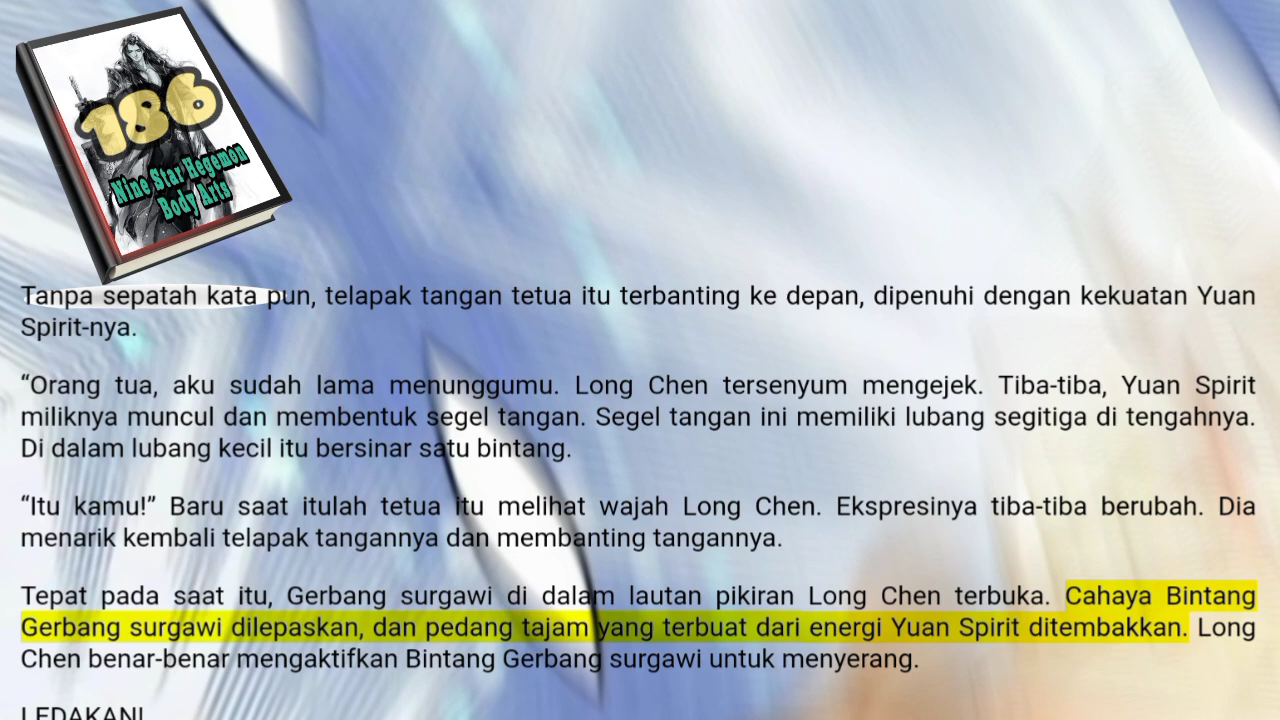 186
Nine Star Hegemon
Body Arts
Tanpa sepatah kata pun, telapak tangan tetua itu terbanting ke depan, dipenuhi dengan kekuatan Yuan
Spirit-nya.
“Orang tua, aku sudah lama menunggumu. Long Chen tersenyum mengejek. Tiba-tiba, Yuan Spirit
miliknya muncul dan membentuk segel tangan. Segel tangan ini memiliki lubang segitiga di tengahnya.
Di dalam lubang kecil itu bersinar satu bintang.
“Itu kamu!” Baru saat itulah tetua itu melihat wajah Long Chen. Ekspresinya tiba-tiba berubah. Dia
menarik kembali telapak tangannya dan membanting tangannya.
Tepat pada saat itu, Gerbang surgawi di dalam lautan pikiran Long Chen terbuka. Cahaya Bintang
Gerbang surgawi dilepaskan, dan pedang tajam yang terbuat dari energi Yuan Spirit ditembakkan. Long
Chen benar-benar mengaktifkan Bintang Gerbang surgawi untuk menyerang.
LEDAKAN!